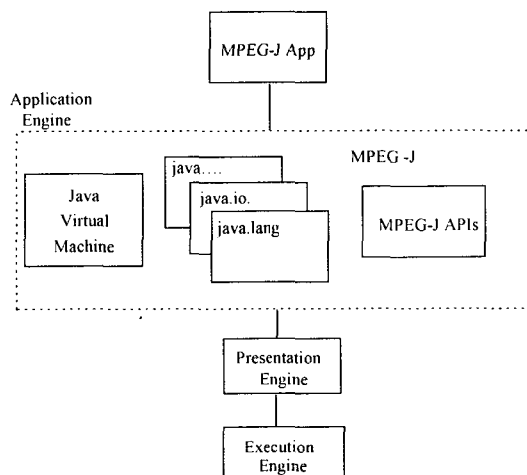 MPEG-J App
Application
Engine
MPEG -J
java....
java.io.
java.lang
Java
Virtual
Machine
MPEG-J APIs
Presentation
Engine
Execution
Engine